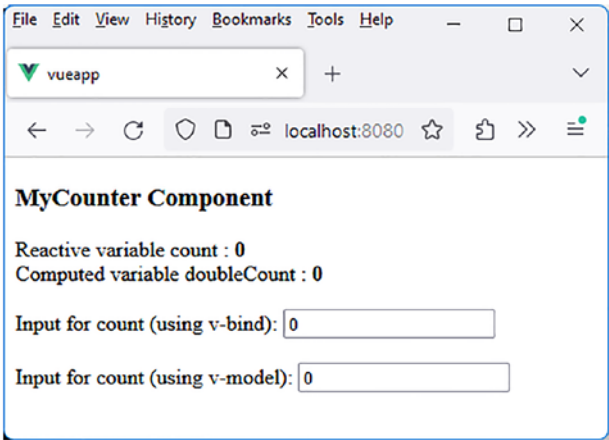 File Edit View History Bookmarks Tools Help
vueapp
localhost:8080
MyCounter Component
Reactive variable count : 0
Computed variable doubleCount : 0
Input for count (using v-bind): 0
Input for count (using v-model): 0